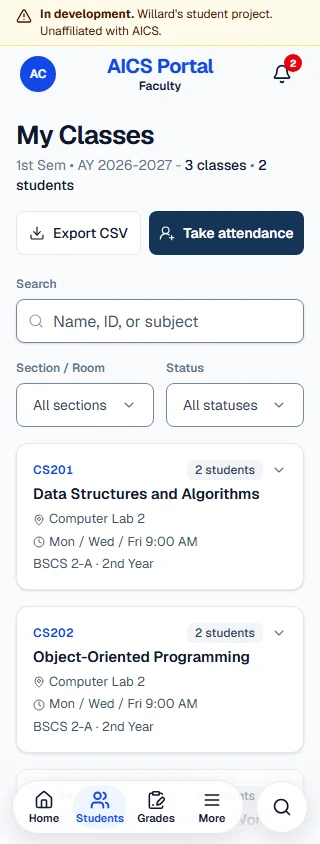 In development. Willard's student project.
Unaffiliated with AICS.
AC
AICS Portal
Faculty
2
My Classes
1st Sem • AY 2026-2027 - 3 classes • 2
students
Export CSV
Take attendance
Search
Name, ID, or subject
Section / Room
Status
All sections
All statuses
CS201
2 students
Data Structures and Algorithms
Computer Lab 2
Mon / Wed / Fri 9:00 AM
BSCS 2-A · 2nd Year
CS202
2 students
Object-Oriented Programming
Computer Lab 2
Mon / Wed / Fri 9:00 AM
BSCS 2-A · 2nd Year
Home
Students
Grades
More